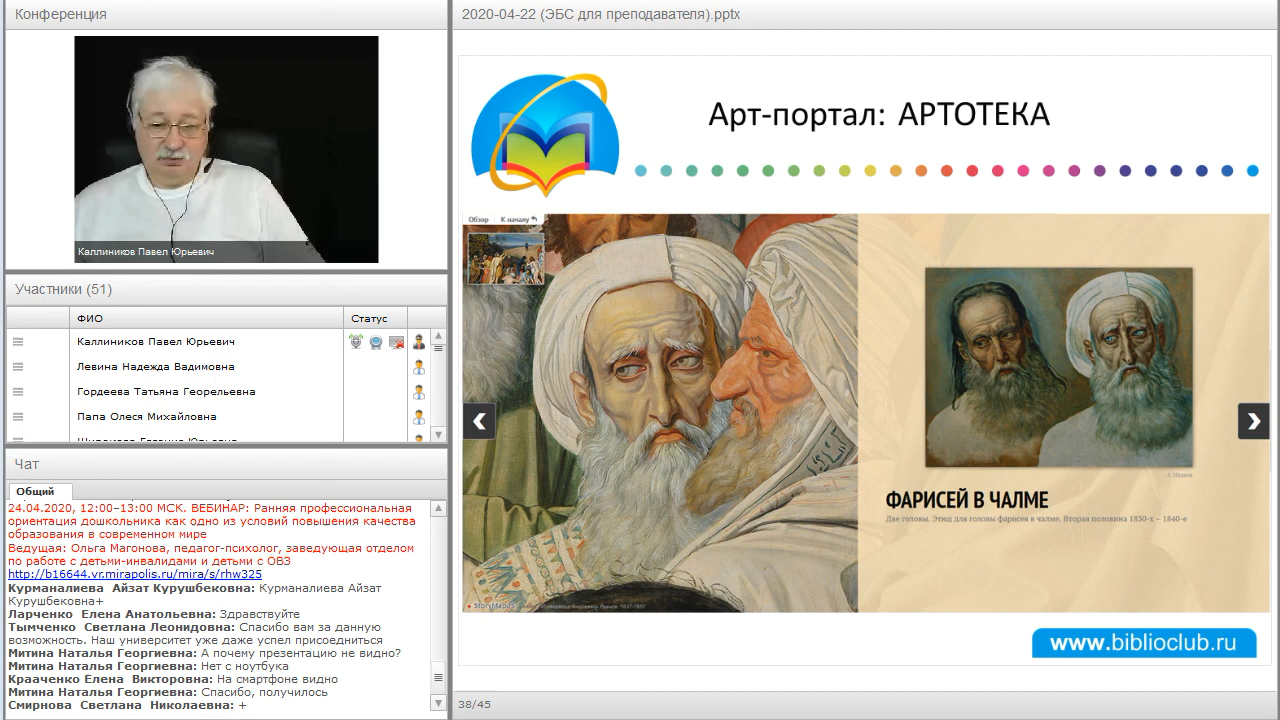 Конференция
Каллиников Павел Юрьевич
Участники (51)
ФИО
Статус
Каллиников Павел Юрьевич
Левина Надежда Вадимовна
Гордеева Татьяна Георельевна
Папа Олеся Михайловна
Чат
Общий
24.04.2020, 12:00–13:00 МСК. ВЕБИНАР: Ранняя профессиональная
ориентация дошкольника как одно из условий повышения качества
образования в современном мире
Ведущая: Ольга Магонова, педагог-психолог, заведующая отделом
по работе с детьми-инвалидами и детьми с ОВЗ
http://b16644.vr.mirapolis.ru/mira/s/rhw325
Курманалиева Айзат Курушбековна: Курманалиева Айзат
Курушбековна+
Ларченко Елена Анатольевна: Здравствуйте
Тымченко Светлана Леонидовна: Спасибо вам за данную
возможность. Наш университет уже даже успел присоединиться
Митина Наталья Георгиевна: А почему презентацию не видно?
Митина Наталья Георгиевна: Нет с ноутбука
Крааченко Елена Викторовна: На смартфоне видно
Митина Наталья Георгиевна: Спасибо, получилось
Смирнова Светлана Николаевна: +
2020-04-22 (ЭБС для преподавателя).pptx
Арт-портал: АРТОТЕКА
Обзор К началу
А. Иванов
ФАРИСЕЙ В ЧАЛМЕ
Две головы. Этюд для головы фарисея в чалме. Вторая половина 1830-х – 1840-е
StoryMapJS
www.biblioclub.ru
38/45